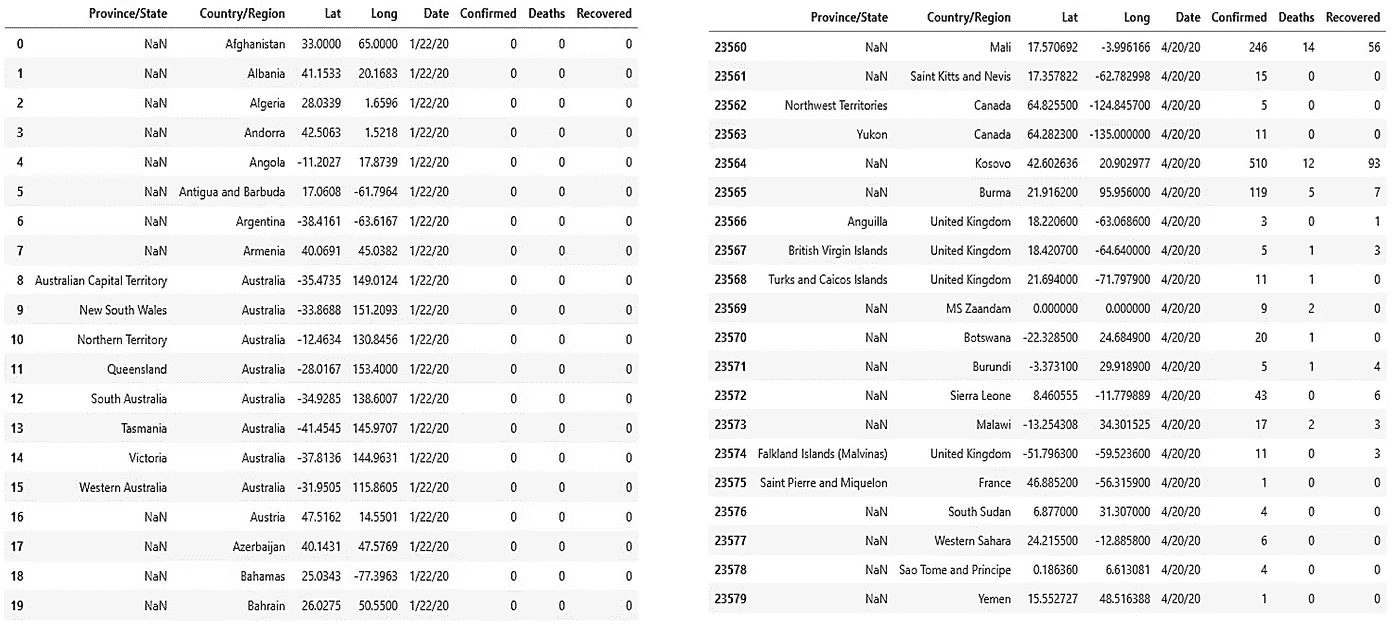 Province/State Country/Region Lat Long Date Confirmed Deaths Recovered
0 NaN Afghanistan 33.0000 65.0000 1/22/20 0 0 0
1 NaN Albania 41.1533 20.1683 1/22/20 0 0 0
2 NaN Algeria 28.0339 1.6596 1/22/20 0 0 0
3 NaN Andorra 42.5063 1.5218 1/22/20 0 0 0
4 NaN Angola -11.2027 17.8739 1/22/20 0 0 0
5 NaN Antigua and Barbuda 17.0608 -61.7964 1/22/20 0 0 0
6 NaN Argentina -38.4161 -63.6167 1/22/20 0 0 0
7 NaN Armenia 40.0691 45.0382 1/22/20 0 0 0
8 Australian Capital Territory Australia -35.4735 149.0124 1/22/20 0 0 0
9 New South Wales Australia -33.8688 151.2093 1/22/20 0 0 0
10 Northern Territory Australia -12.4634 130.8456 1/22/20 0 0 0
11 Queensland Australia -28.0167 153.4000 1/22/20 0 0 0
12 South Australia Australia -34.9285 138.6007 1/22/20 0 0 0
13 Tasmania Australia -41.4545 145.9707 1/22/20 0 0 0
14 Victoria Australia -37.8136 144.9631 1/22/20 0 0 0
15 Western Australia Australia -31.9505 115.8605 1/22/20 0 0 0
16 NaN Austria 47.5162 14.5501 1/22/20 0 0 0
17 NaN Azerbaijan 40.1431 47.5769 1/22/20 0 0 0
18 NaN Bahamas 25.0343 -77.3963 1/22/20 0 0 0
19 NaN Bahrain 26.0275 50.5500 1/22/20 0 0 0
Province/State Country/Region Lat Long Date Confirmed Deaths Recovered
23560 NaN Mali 17.570692 -3.996166 4/20/20 246 14 56
23561 NaN Saint Kitts and Nevis 17.357822 -62.782998 4/20/20 15 0 0
23562 Northwest Territories Canada 64.825500 -124.845700 4/20/20 5 0 0
23563 Yukon Canada 64.282300 -135.000000 4/20/20 11 0 0
23564 NaN Kosovo 42.602636 20.902977 4/20/20 510 12 93
23565 NaN Burma 21.916200 95.956000 4/20/20 119 5 7
23566 Anguilla United Kingdom 18.220600 -63.068600 4/20/20 3 0 1
23567 British Virgin Islands United Kingdom 18.420700 -64.640000 4/20/20 5 1 3
23568 Turks and Caicos Islands United Kingdom 21.694000 -71.797900 4/20/20 11 1 0
23569 NaN MS Zaandam 0.000000 0.000000 4/20/20 9 2 0
23570 NaN Botswana -22.328500 24.684900 4/20/20 20 1 0
23571 NaN Burundi -3.373100 29.918900 4/20/20 5 1 4
23572 NaN Sierra Leone 8.460555 -11.779889 4/20/20 43 0 6
23573 NaN Malawi -13.254308 34.301525 4/20/20 17 2 3
23574 Falkland Islands (Malvinas) United Kingdom -51.796300 -59.523600 4/20/20 11 0 3
23575 Saint Pierre and Miquelon France 46.885200 -56.315900 4/20/20 1 0 0
23576 NaN South Sudan 6.877000 31.307000 4/20/20 4 0 0
23577 NaN Western Sahara 24.215500 -12.885800 4/20/20 6 0 0
23578 NaN Sao Tome and Principe 0.186360 6.613081 4/20/20 4 0 0
23579 NaN Yemen 15.552727 48.516388 4/20/20 1 0 0